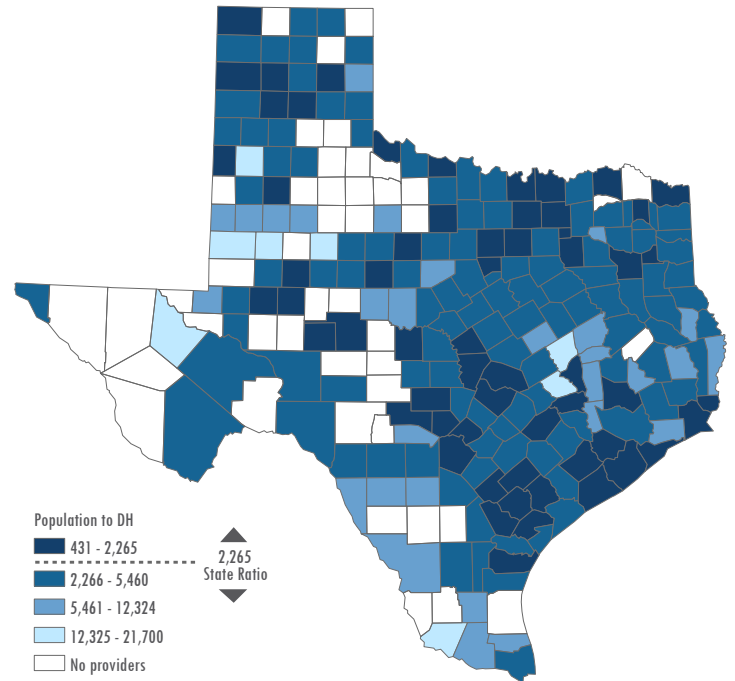 Population to DH
431 - 2,265
2,266 - 5,460
5,461 - 12,324
12,325 - 21,700
No providers
2,265
State Ratio